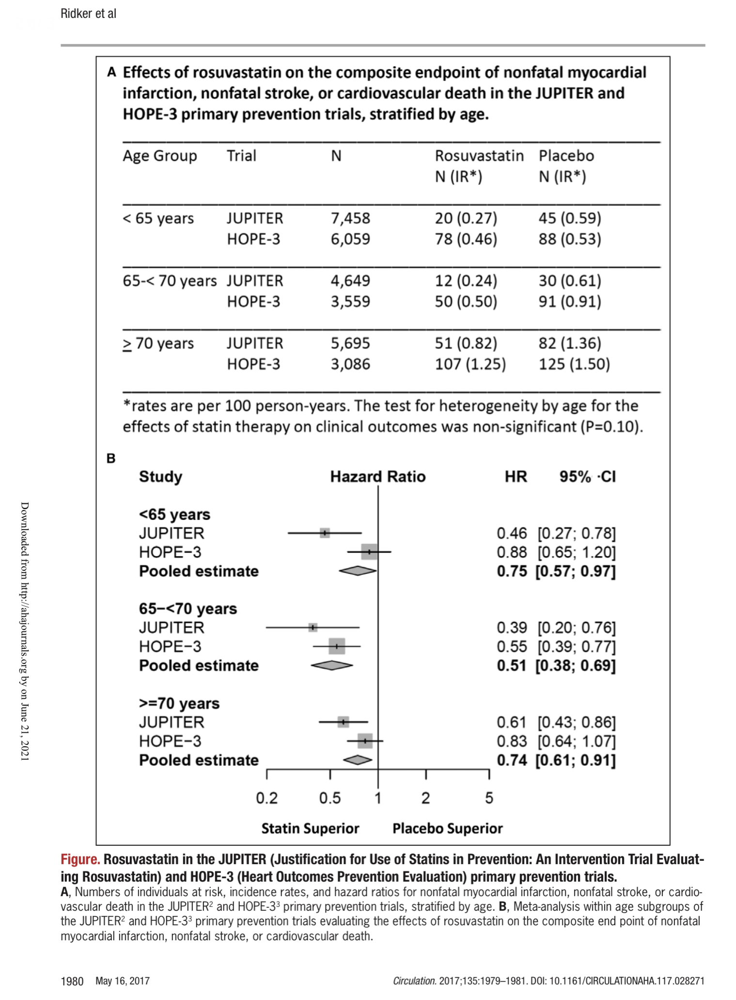 Ridker et al
A Effects of rosuvastatin on the composite endpoint of nonfatal myocardial
infarction, nonfatal stroke, or cardiovascular death in the JUPITER and
HOPE-3 primary prevention trials, stratified by age.
Age Group Trial N Rosuvastatin Placebo
N (IR*) N (IR*)
< 65 years JUPITER 7,458 20 (0.27) 45 (0.59)
HOPE-3 6,059 78 (0.46) 88 (0.53)
65-< 70 years JUPITER 4,649 12 (0.24) 30 (0.61)
HOPE-3 3,559 50 (0.50) 91 (0.91)
≥ 70 years JUPITER 5,695 51 (0.82) 82 (1.36)
HOPE-3 3,086 107 (1.25) 125 (1.50)
*rates are per 100 person-years. The test for heterogeneity by age for the
effects of statin therapy on clinical outcomes was non-significant (P=0.10).
B
Study Hazard Ratio HR 95% ·CI
<65 years
JUPITER 0.46 [0.27; 0.78]
HOPE−3 0.88 [0.65; 1.20]
Pooled estimate 0.75 [0.57; 0.97]
65−<70 years
JUPITER 0.39 [0.20; 0.76]
HOPE−3 0.55 [0.39; 0.77]
Pooled estimate 0.51 [0.38; 0.69]
>=70 years
JUPITER 0.61 [0.43; 0.86]
HOPE−3 0.83 [0.64; 1.07]
Pooled estimate 0.74 [0.61; 0.91]
0.2 0.5 1 2 5
Statin Superior Placebo Superior
Figure. Rosuvastatin in the JUPITER (Justification for Use of Statins in Prevention: An Intervention Trial Evaluat-
ing Rosuvastatin) and HOPE-3 (Heart Outcomes Prevention Evaluation) primary prevention trials.
A, Numbers of individuals at risk, incidence rates, and hazard ratios for nonfatal myocardial infarction, nonfatal stroke, or cardio-
vascular death in the JUPITER² and HOPE-3³ primary prevention trials, stratified by age. B, Meta-analysis within age subgroups of
the JUPITER² and HOPE-3³ primary prevention trials evaluating the effects of rosuvastatin on the composite end point of nonfatal
myocardial infarction, nonfatal stroke, or cardiovascular death.
1980 May 16, 2017 Circulation. 2017;135:1979–1981. DOI: 10.1161/CIRCULATIONAHA.117.028271
Downloaded from http://ahajournals.org by on June 21, 2021